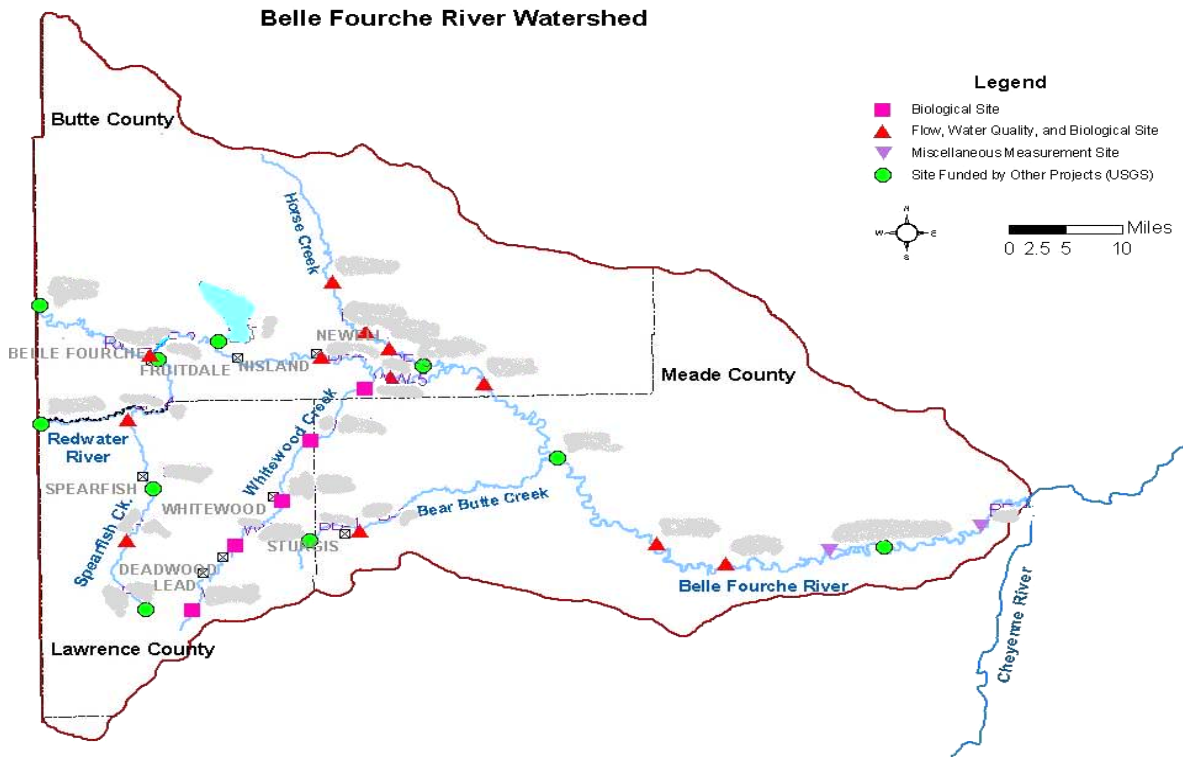 Belle Fourche River Watershed
Legend
Biological Site
Flow, Water Quality, and Biological Site
Miscellaneous Measurement Site
Site Funded by Other Projects (USGS)
N
W
E
S
Miles
0 2.5 5 10
Butte County
Horse Creek
NEWELL
BELLE FOURCHE
FRUITDALE
NISLAND
Meade County
Redwater
River
Whitewood Creek
SPEARFISH
WHITEWOOD
Bear Butte Creek
STURGIS
Spearfish Ck.
DEADWOOD
LEAD
Belle Fourche River
Lawrence County
Cheyenne River